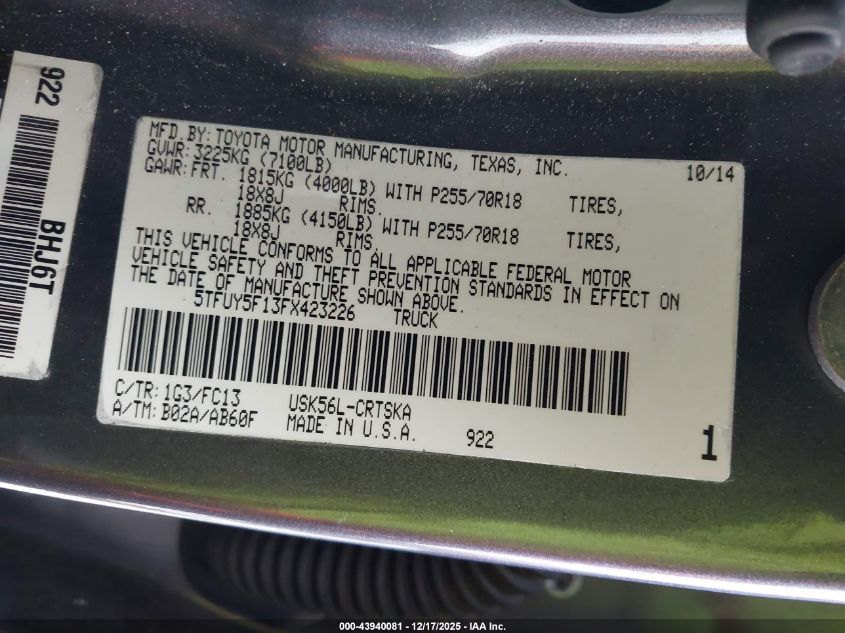 922
BHJ6T
MFD.BY:TOYOTA MOTOR MANUFACTURING, TEXAS, INC. 10/14
GVWR:3225KG (7100LB)
GAWR:FRT. 1815KG (4000LB) WITH P255/70R18 TIRES,
18X8J RIMS.
RR. 1885KG (4150LB) WITH P255/70R18 TIRES,
18X8J RIMS.
THIS VEHICLE CONFORMS TO ALL APPLICABLE FEDERAL MOTOR
VEHICLE SAFETY AND THEFT PREVENTION STANDARDS IN EFFECT ON
THE DATE OF MANUFACTURE SHOWN ABOVE.
5TFUY5F13FX423226 TRUCK
C/TR:1G3/FC13 USK56L-CRTSKA
A/TM:B02A/AB60F MADE IN U.S.A. 922 1
000-43940081 - 12/17/2025 - IAA Inc.